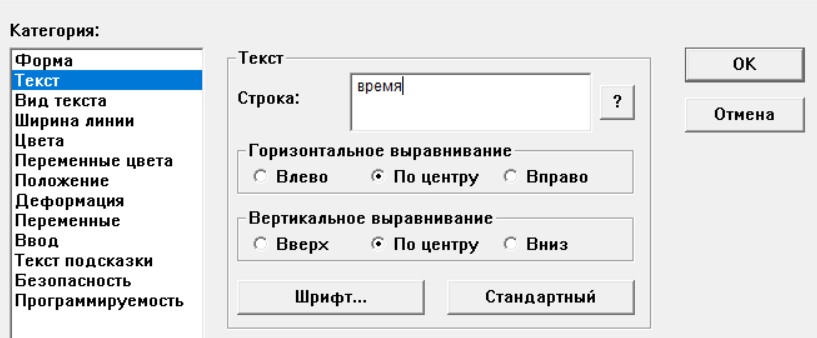 Категория:
Форма
Текст
Вид текста
Ширина линии
Цвета
Переменные цвета
Положение
Деформация
Переменные
Ввод
Текст подсказки
Безопасность
Программируемость
Текст
Строка:
время
?
Горизонтальное выравнивание
Влево По центру Вправо
Вертикальное выравнивание
Вверх По центру Вниз
Шрифт... Стандартный
OK
Отмена